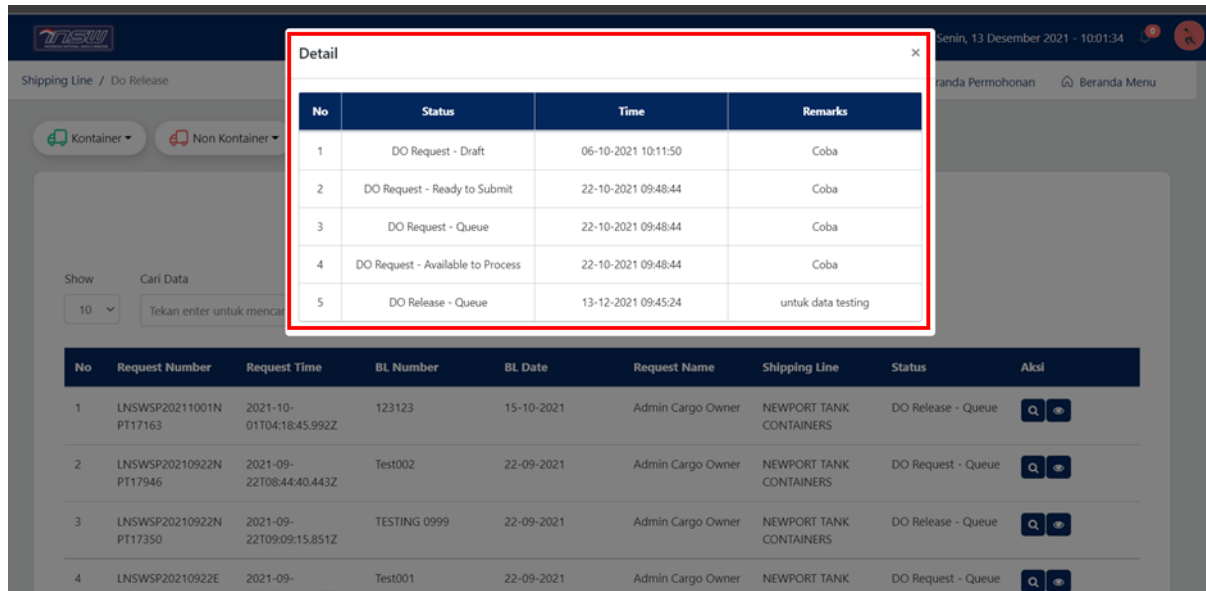 INSW
Senin, 13 Desember 2021 - 10:01:34
0
Shipping Line / Do Release
randa Permohonan
Beranda Menu
Kontainer
Non Kontainer
Detail
×
No Status Time Remarks
1 DO Request - Draft 06-10-2021 10:11:50 Coba
2 DO Request - Ready to Submit 22-10-2021 09:48:44 Coba
3 DO Request - Queue 22-10-2021 09:48:44 Coba
4 DO Request - Available to Process 22-10-2021 09:48:44 Coba
5 DO Release - Queue 13-12-2021 09:45:24 untuk data testing
Show Cari Data
10 Tekan enter untuk mencar
No Request Number Request Time BL Number BL Date Request Name Shipping Line Status Aksi
1 LNSWSP20211001N 2021-10- 123123 15-10-2021 Admin Cargo Owner NEWPORT TANK DO Release - Queue
PT17163 01T04:18:45.992Z CONTAINERS
2 LNSWSP20210922N 2021-09- Test002 22-09-2021 Admin Cargo Owner NEWPORT TANK DO Request - Queue
PT17946 22T08:44:40.443Z CONTAINERS
3 LNSWSP20210922N 2021-09- TESTING 0999 22-09-2021 Admin Cargo Owner NEWPORT TANK DO Release - Queue
PT17350 22T09:09:15.851Z CONTAINERS
4 LNSWSP20210922E 2021-09- Test001 22-09-2021 Admin Cargo Owner NEWPORT TANK DO Request - Queue